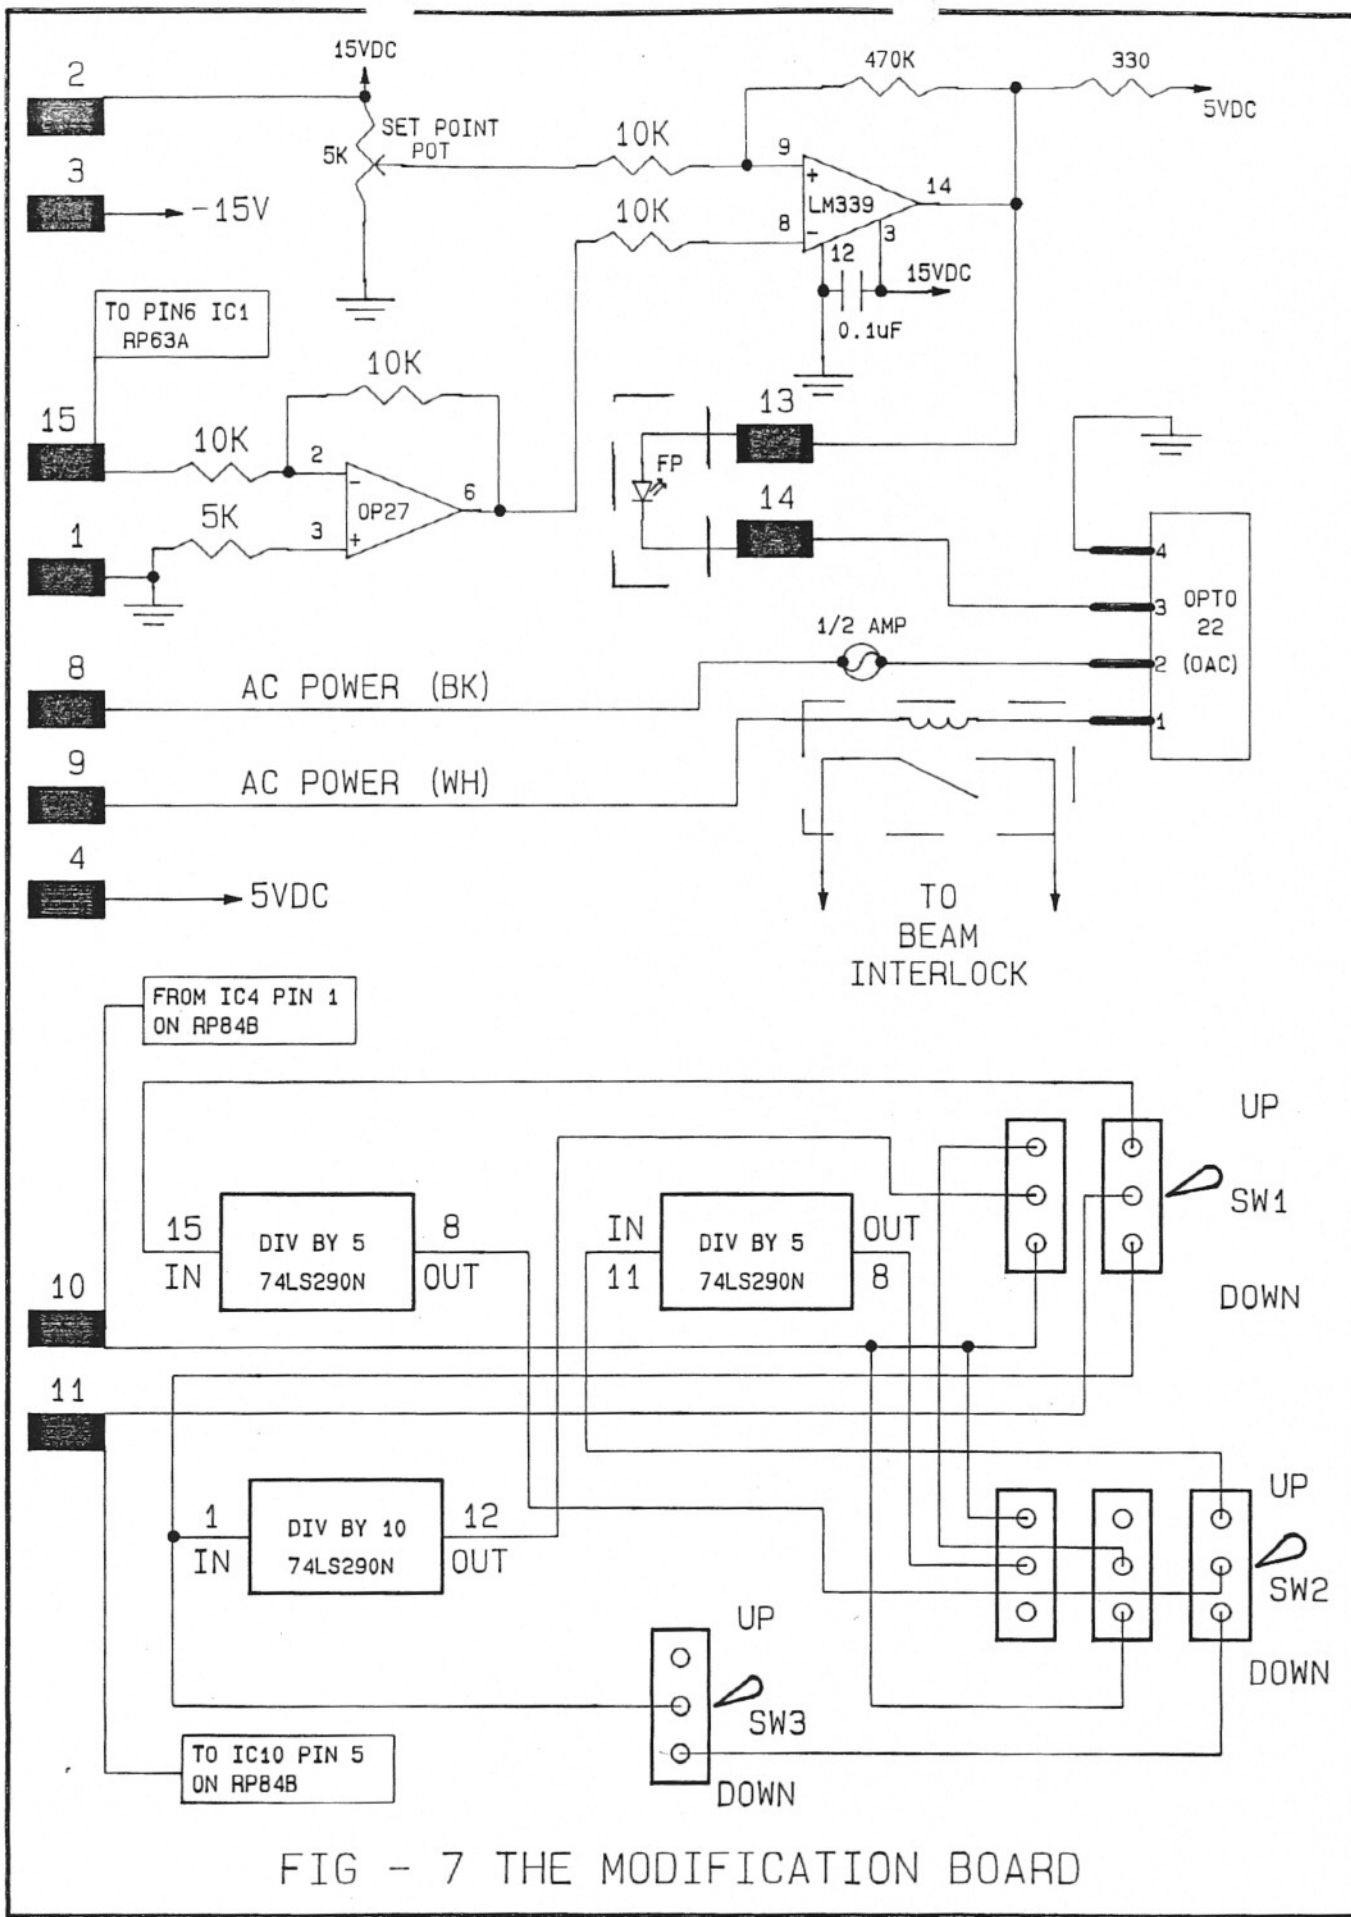 2
15VDC
470K
330
5VDC
SET POINT
POT
5K
10K
9
+
14
LM339
3
-15V
10K
8
-
3
12
15VDC
0.1uF
TO PIN6 IC1
RP63A
10K
15
10K
2
-
6
OP27
5K
3
+
1
13
FP
14
4
3
OPTO
22
(OAC)
2
1
1/2 AMP
8
AC POWER (BK)
9
AC POWER (WH)
4
5VDC
TO
BEAM
INTERLOCK
FROM IC4 PIN 1
ON RP84B
UP
SW1
DOWN
15
IN
DIV BY 5
74LS290N
8
OUT
IN
11
DIV BY 5
74LS290N
OUT
8
10
11
1
IN
DIV BY 10
74LS290N
12
OUT
UP
SW2
DOWN
UP
SW3
DOWN
TO IC10 PIN 5
ON RP84B
FIG - 7 THE MODIFICATION BOARD